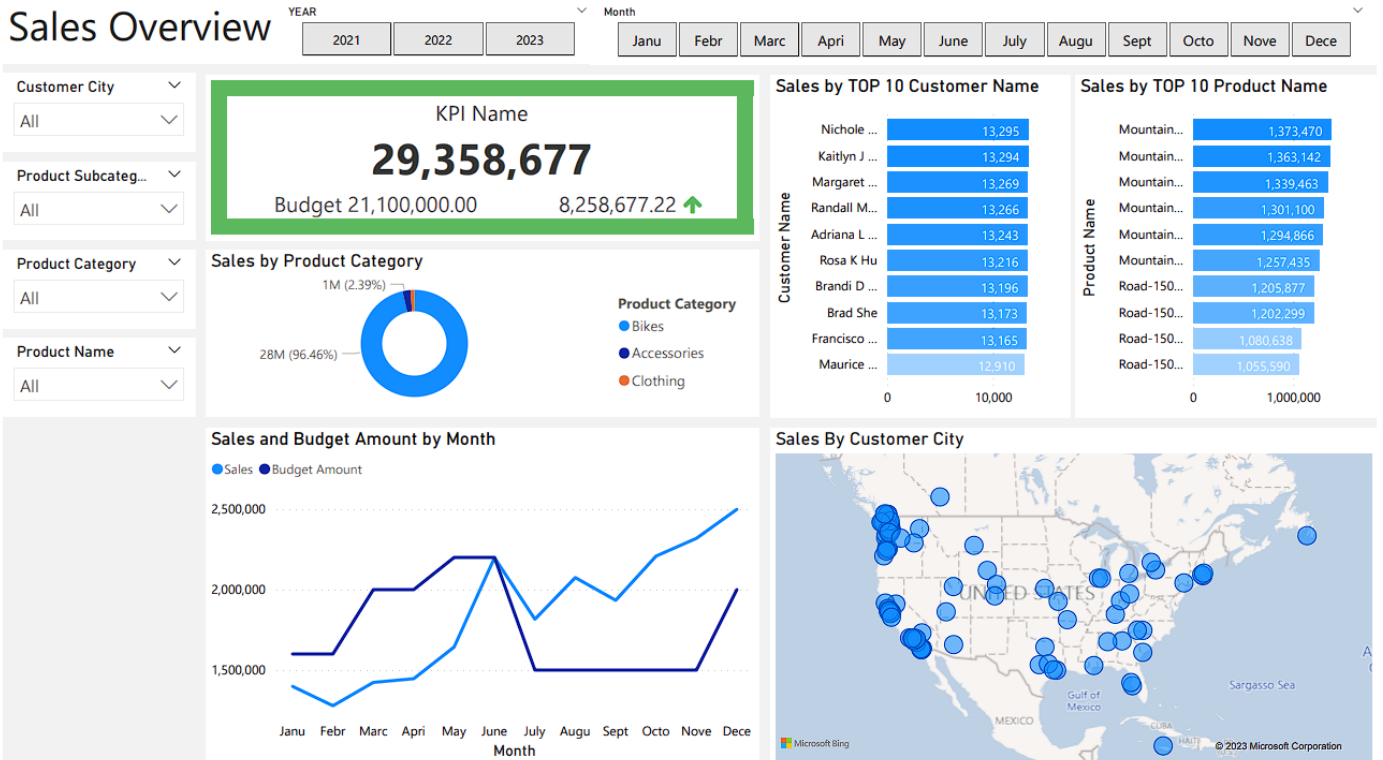 Sales Overview
YEAR
2021
2022
2023
Month
Janu
Febr
Marc
Apri
May
June
July
Augu
Sept
Octo
Nove
Dece
Customer City
All
Product Subcateg...
All
Product Category
All
Product Name
All
KPI Name
29,358,677
Budget 21,100,000.00
8,258,677.22
Sales by Product Category
1M (2.39%)
28M (96.46%)
Product Category
Bikes
Accessories
Clothing
Sales by TOP 10 Customer Name
Customer Name
Nichole ... 13,295
Kaitlyn J ... 13,294
Margaret ... 13,269
Randall M... 13,266
Adriana L ... 13,243
Rosa K Hu 13,216
Brandi D ... 13,196
Brad She 13,173
Francisco ... 13,165
Maurice ... 12,910
0 10,000
Sales by TOP 10 Product Name
Product Name
Mountain... 1,373,470
Mountain... 1,363,142
Mountain... 1,339,463
Mountain... 1,301,100
Mountain... 1,294,866
Mountain... 1,257,435
Road-150... 1,205,877
Road-150... 1,202,299
Road-150... 1,080,638
Road-150... 1,055,590
0 1,000,000
Sales and Budget Amount by Month
Sales
Budget Amount
2,500,000
2,000,000
1,500,000
Janu Febr Marc Apri May June July Augu Sept Octo Nove Dece
Month
Sales By Customer City
UNITED STATES
Gulf of
Mexico
Sargasso Sea
MEXICO
CUBA
HAITI
Microsoft Bing
© 2023 Microsoft Corporation